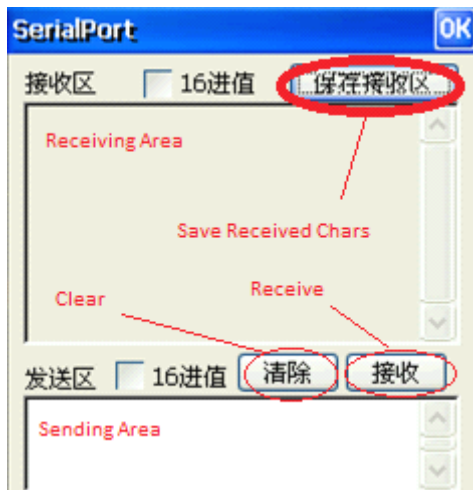 SerialPort OK
接收区 16进值 保存接收区
Receiving Area
Save Received Chars
Receive
Clear
发送区 16进值 清除 接收
Sending Area